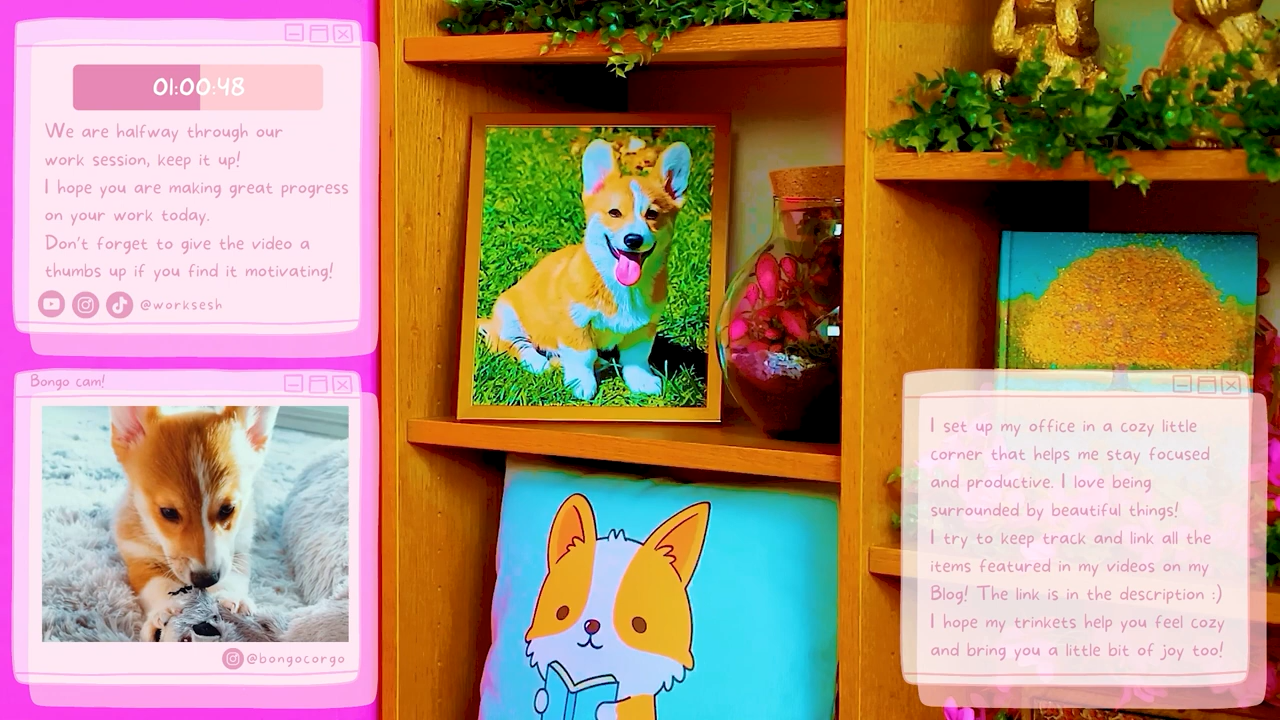 01:00:48
We are halfway through our
work session, keep it up!
I hope you are making great progress
on your work today.
Don't forget to give the video a
thumbs up if you find it motivating!
@worksesh
Bongo cam!
@bongocorgo
I set up my office in a cozy little
corner that helps me stay focused
and productive. I love being
surrounded by beautiful things!
I try to keep track and link all the
items featured in my videos on my
Blog! The link is in the description :)
I hope my trinkets help you feel cozy
and bring you a little bit of joy too!